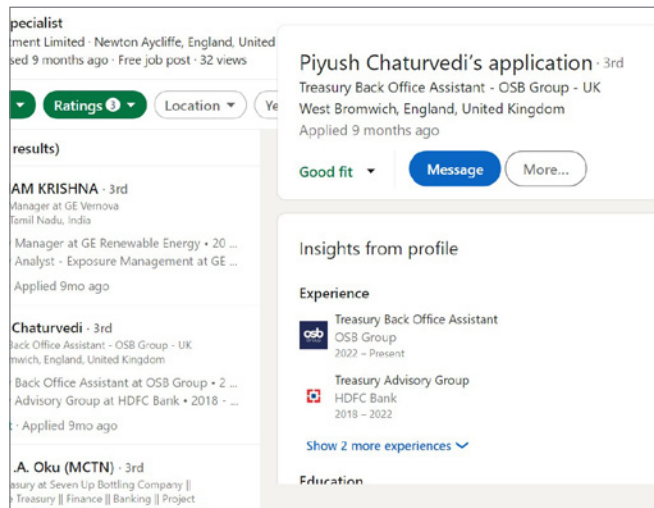 pecialist
tment Limited · Newton Aycliffe, England, United
sed 9 months ago · Free job post · 32 views
Ratings 3
Location
Ye
results)
AM KRISHNA · 3rd
Manager at GE Vernova
Tamil Nadu, India
Manager at GE Renewable Energy • 20 ...
Analyst - Exposure Management at GE ...
Applied 9mo ago
Chaturvedi · 3rd
Back Office Assistant - OSB Group - UK
mwich, England, United Kingdom
Back Office Assistant at OSB Group • 2 ...
Advisory Group at HDFC Bank • 2018 - ...
· Applied 9mo ago
.A. Oku (MCTN) · 3rd
asury at Seven Up Bottling Company ||
Treasury || Finance || Banking || Project
Piyush Chaturvedi's application · 3rd
Treasury Back Office Assistant - OSB Group - UK
West Bromwich, England, United Kingdom
Applied 9 months ago
Good fit
Message
More...
Insights from profile
Experience
osb
Treasury Back Office Assistant
OSB Group
2022 – Present
Treasury Advisory Group
HDFC Bank
2018 – 2022
Show 2 more experiences
Education